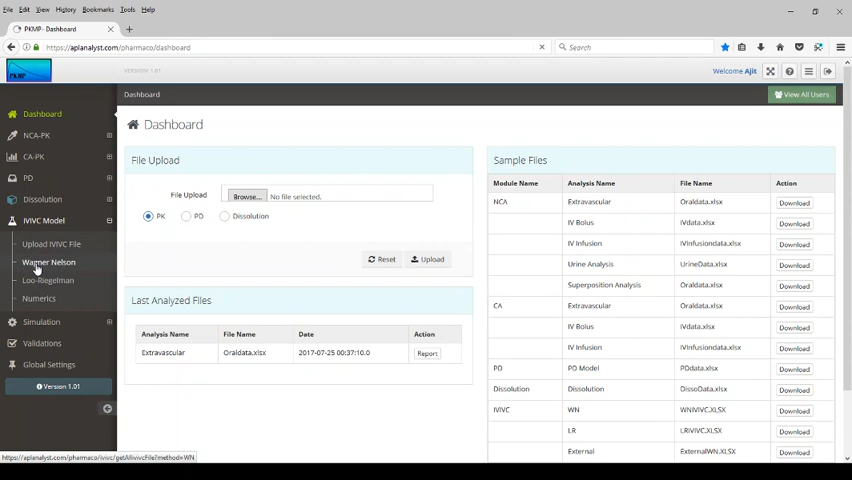 File Edit View History Bookmarks Tools Help
PKMP- Dashboard
https://aplanalyst.com/pharmaco/dashboard
Search
PKMP
VERSION: 1.01
Welcome Ajit
Dashboard
View All Users
Dashboard
NCA-PK
CA-PK
PD
Dissolution
IVIVC Model
Upload IVIVC File
Wagner Nelson
Loo-Riegelman
Numerics
Simulation
Validations
Global Settings
Version 1.01
Dashboard
File Upload
File Upload Browse... No file selected.
PK PD Dissolution
Reset Upload
Last Analyzed Files
Analysis Name File Name Date Action
Extravascular Oraldata.xlsx 2017-07-25 00:37:10.0 Report
Sample Files
Module Name Analysis Name File Name Action
NCA Extravascular Oraldata.xlsx Download
IV Bolus IVdata.xlsx Download
IV Infusion IVInfusiondata.xlsx Download
Urine Analysis UrineData.xlsx Download
Superposition Analysis Oraldata.xlsx Download
CA Extravascular Oraldata.xlsx Download
IV Bolus IVdata.xlsx Download
IV Infusion IVInfusiondata.xlsx Download
PD PD Model PDdata.xlsx Download
Dissolution Dissolution DissoData.xlsx Download
IVIVC WN WNIVIVC.XLSX Download
LR LRIVIVC.XLSX Download
External ExternalWN.XLSX Download
https://aplanalyst.com/pharmaco/ivivc/getAllivivcFile?method=WN